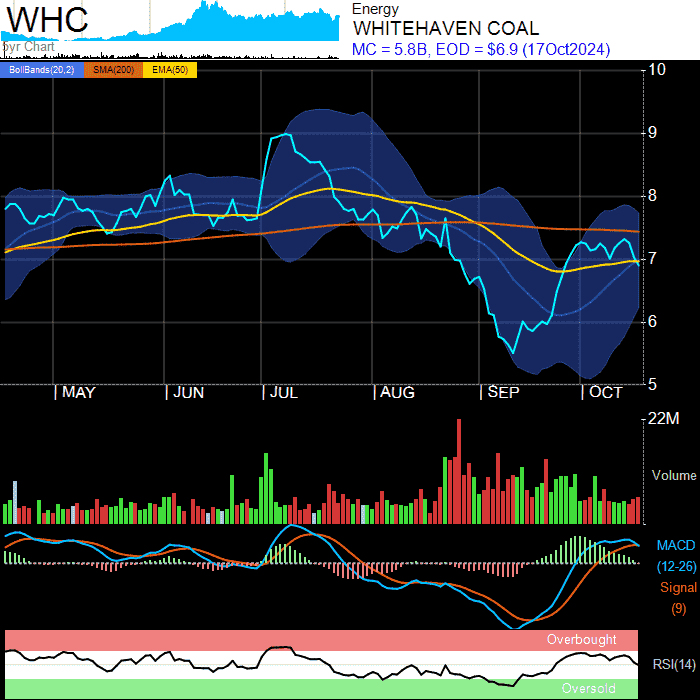 WHC
5yr Chart
Energy
WHITEHAVEN COAL
MC = 5.8B, EOD = $6.9 (17Oct2024)
BollBands(20,2) SMA(200) EMA(50)
10
9
8
7
6
5
MAY JUN JUL AUG SEP OCT
22M
Volume
MACD
(12-26)
Signal
(9)
Overbought
RSI(14)
Oversold